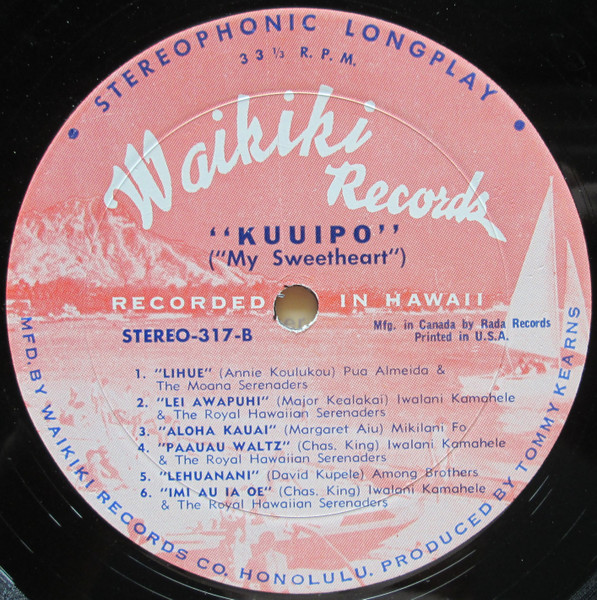 STEREOPHONIC LONGPLAY
33 1/3 R.P.M.
Waikiki
Records
"KUUIPO"
("My Sweetheart")
RECORDED IN HAWAII
STEREO-317-B
Mfg. in Canada by Rada Records
Printed in U.S.A.
1. "LIHUE" (Annie Koulukou) Pua Almeida &
The Moana Serenaders
2. "LEI AWAPUHI" (Major Kealakai) Iwalani Kamahele
& The Royal Hawaiian Serenaders
3. "ALOHA KAUAI" (Margaret Aiu) Mikilani Fo
4. "PAAUAU WALTZ" (Chas. King) Iwalani Kamahele
& The Royal Hawaiian Serenaders
5. "LEHUANANI" (David Kupele) Among Brothers
6. "IMI AU IA OE" (Chas. King) Iwalani Kamahele
& The Royal Hawaiian Serenaders
MFD. BY WAIKIKI RECORDS CO. HONOLULU. PRODUCED BY TOMMY KEARNS